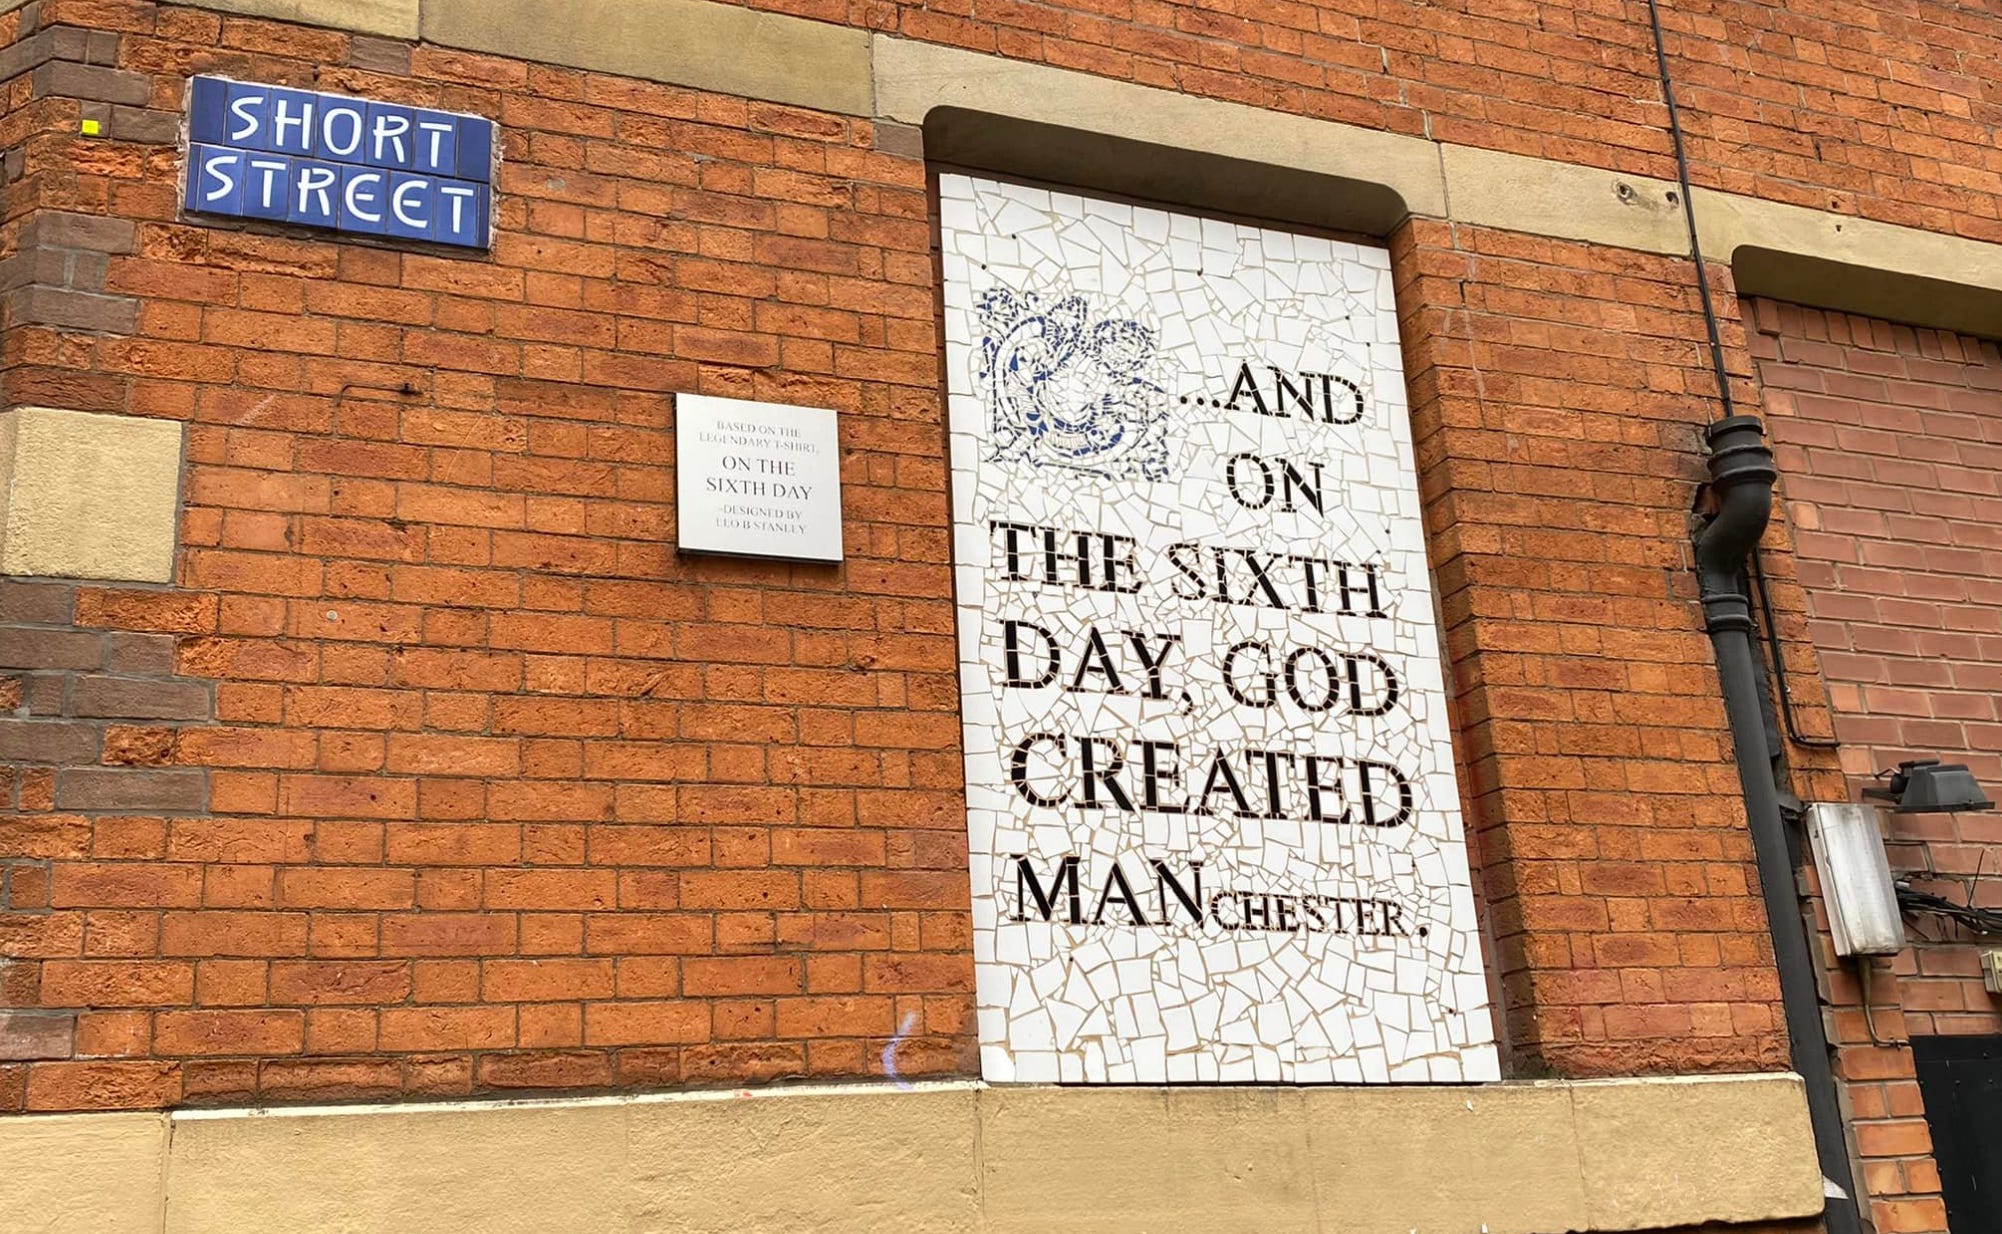 SHORT
STREET
BASED ON THE
LEGENDARY T-SHIRT,
ON THE
SIXTH DAY
-DESIGNED BY
LEO B STANLEY
...AND
ON
THE SIXTH
DAY, GOD
CREATED
MANCHESTER.